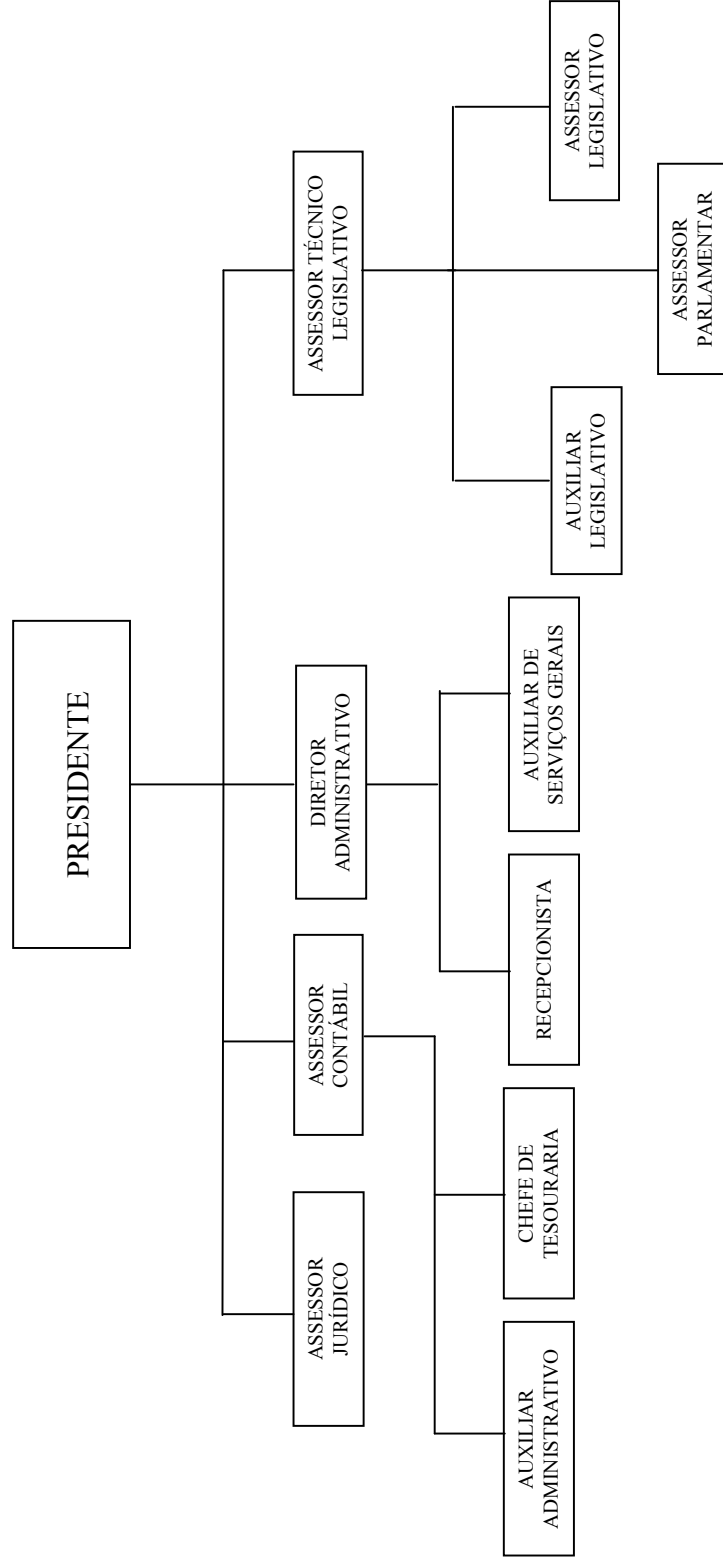 PRESIDENTE
ASSESSOR
JURÍDICO
ASSESSOR
CONTÁBIL
DIRETOR
ADMINISTRATIVO
ASSESSOR TÉCNICO
LEGISLATIVO
AUXILIAR
ADMINISTRATIVO
CHEFE DE
TESOURARIA
RECEPCIONISTA
AUXILIAR DE
SERVIÇOS GERAIS
AUXILIAR
LEGISLATIVO
ASSESSOR
LEGISLATIVO
ASSESSOR
PARLAMENTAR